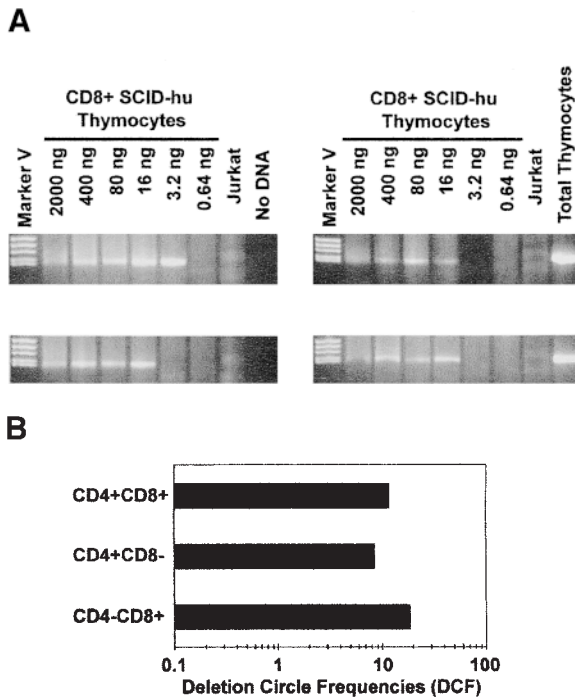 A
CD8+ SCID-hu
Thymocytes
Marker V
2000 ng
400 ng
80 ng
16 ng
3.2 ng
0.64 ng
Jurkat
No DNA
CD8+ SCID-hu
Thymocytes
Marker V
2000 ng
400 ng
80 ng
16 ng
3.2 ng
0.64 ng
Jurkat
Total Thymocytes
B
CD4+CD8+
CD4+CD8-
CD4-CD8+
0.1
1
10
100
Deletion Circle Frequencies (DCF)